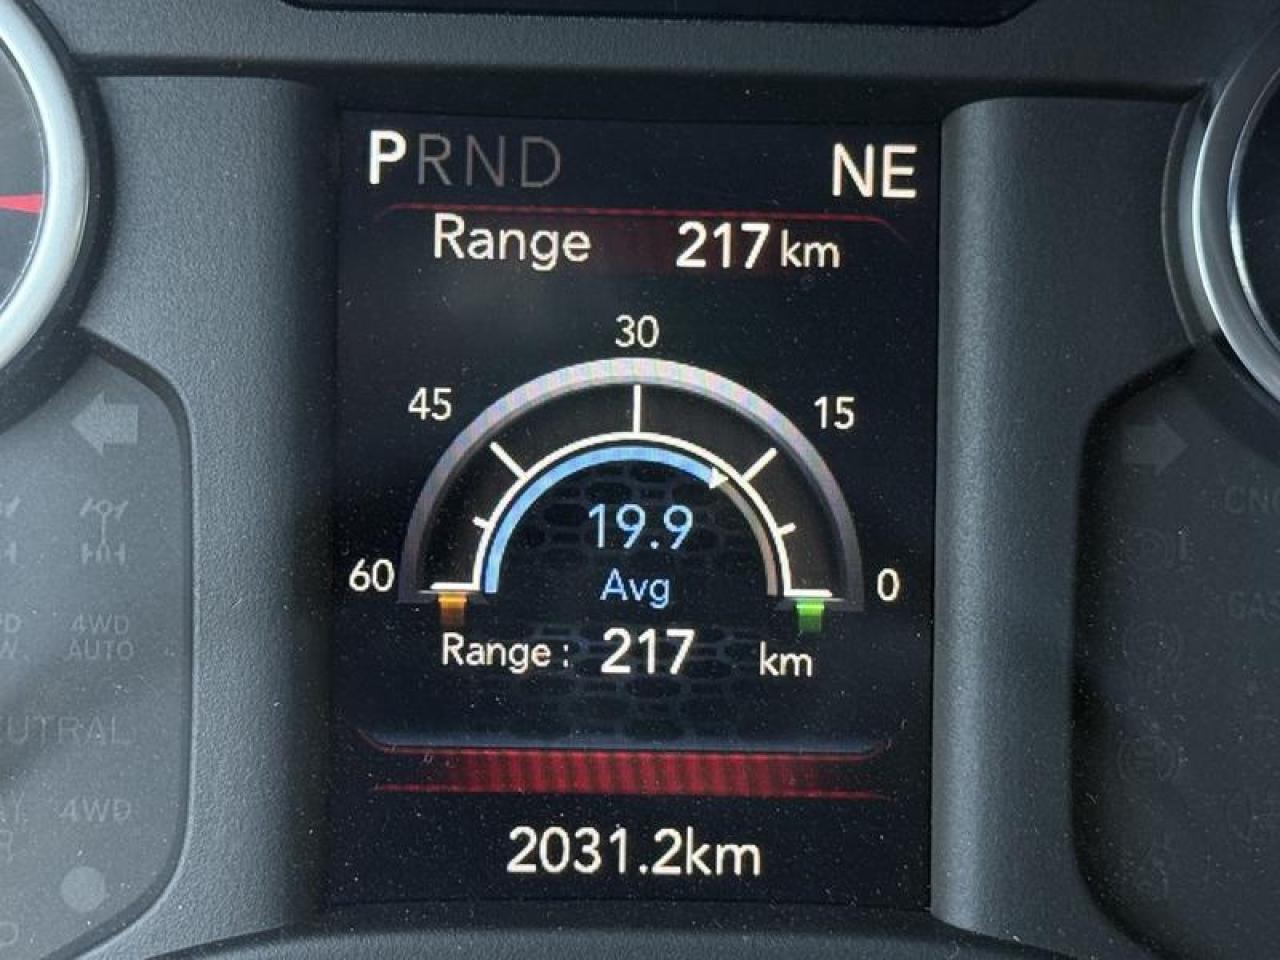 PRND NE
Range 217 km
30
45 15
60 0
19.9
Avg
Range : 217 km
2031.2km
4WD
AUTO
4WD